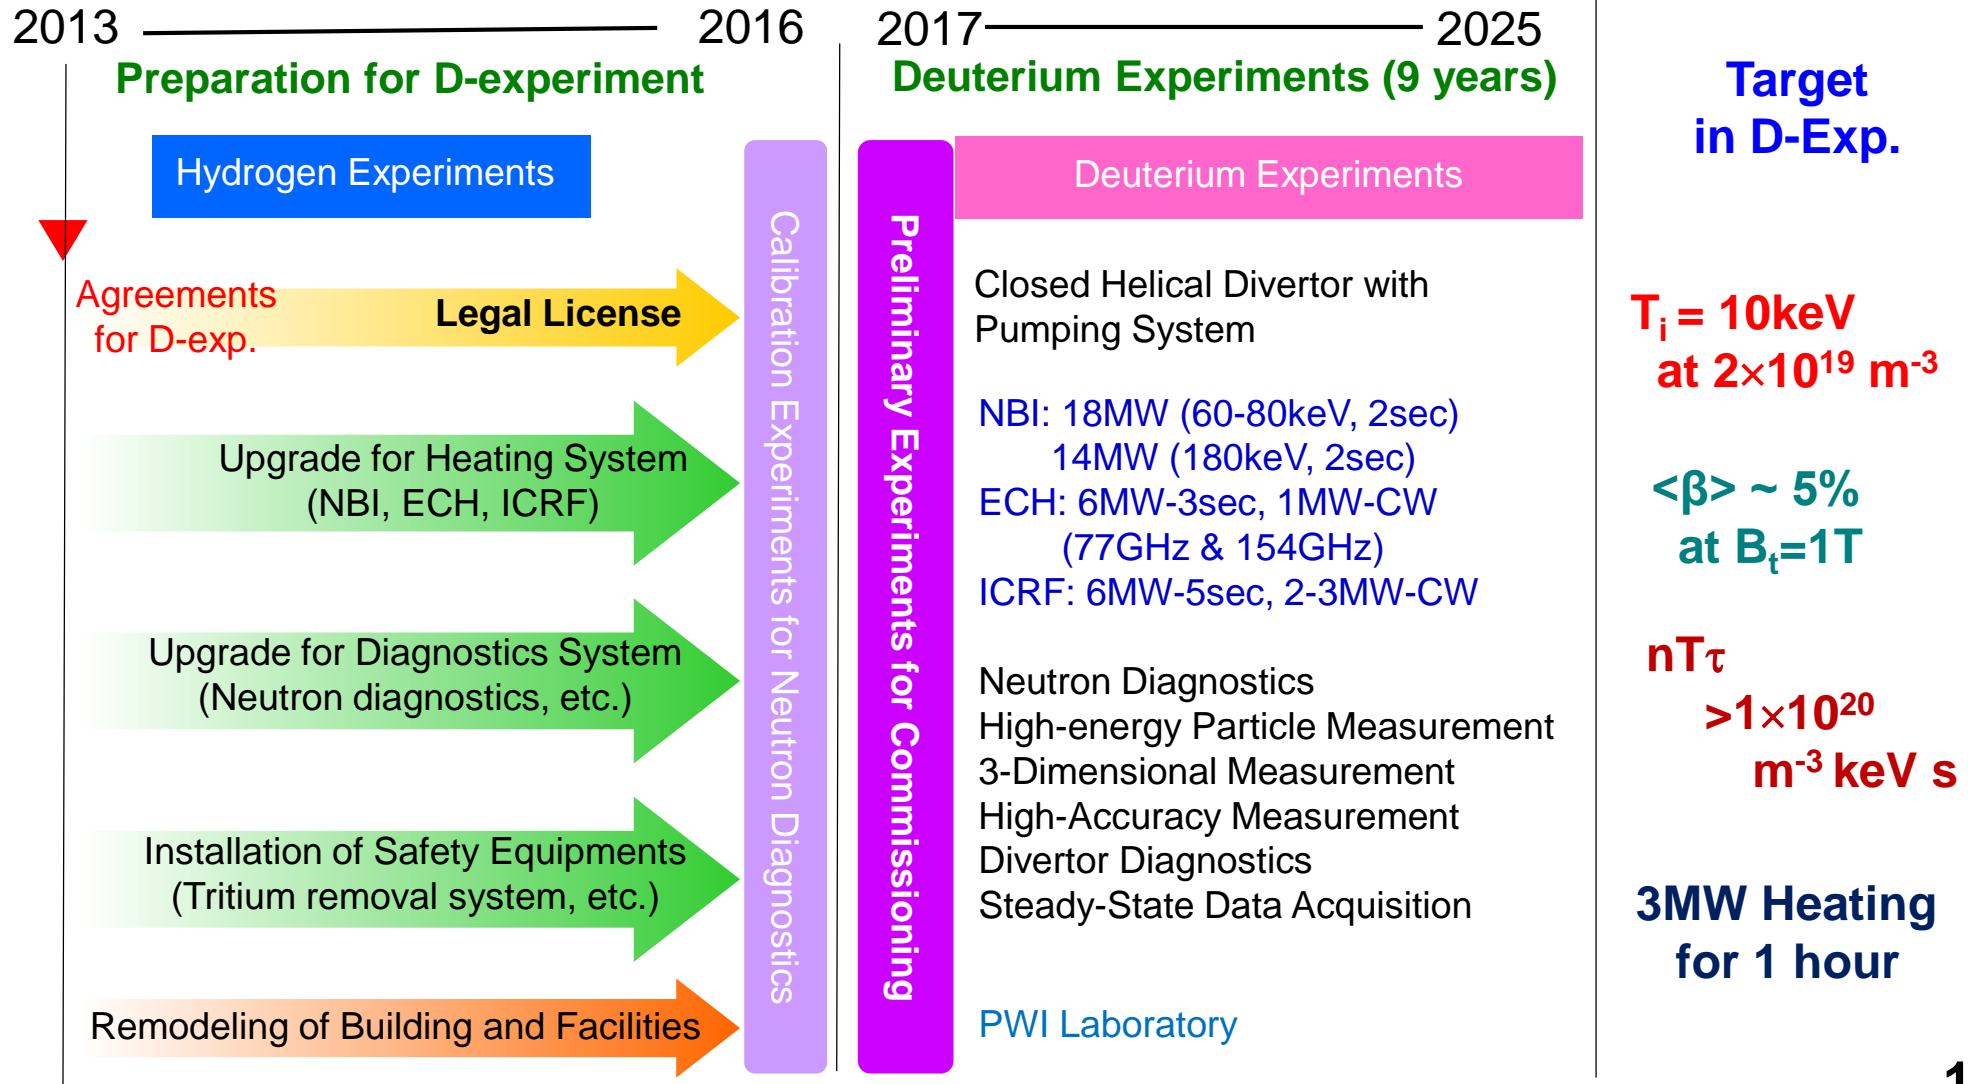 2013 2016 2017 2025
Preparation for D-experiment
Hydrogen Experiments
Agreements
for D-exp.
Legal License
Upgrade for Heating System
(NBI, ECH, ICRF)
Upgrade for Diagnostics System
(Neutron diagnostics, etc.)
Installation of Safety Equipments
(Tritium removal system, etc.)
Remodeling of Building and Facilities
Calibration Experiments for Neutron Diagnostics
Deuterium Experiments (9 years)
Preliminary Experiments for Commissioning
Deuterium Experiments
Closed Helical Divertor with
Pumping System
NBI: 18MW (60-80keV, 2sec)
14MW (180keV, 2sec)
ECH: 6MW-3sec, 1MW-CW
(77GHz & 154GHz)
ICRF: 6MW-5sec, 2-3MW-CW
Neutron Diagnostics
High-energy Particle Measurement
3-Dimensional Measurement
High-Accuracy Measurement
Divertor Diagnostics
Steady-State Data Acquisition
PWI Laboratory
Target
in D-Exp.
Tᵢ = 10keV
at 2×10¹⁹ m⁻³
<β> ~ 5%
at Bₜ=1T
nTτ
>1×10²⁰
m⁻³ keV s
3MW Heating
for 1 hour
1